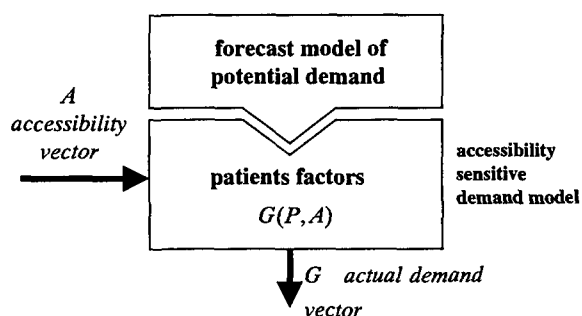 forecast model of
potential demand
A
accessibility
vector
patients factors
G(P, A)
accessibility
sensitive
demand model
G actual demand
vector